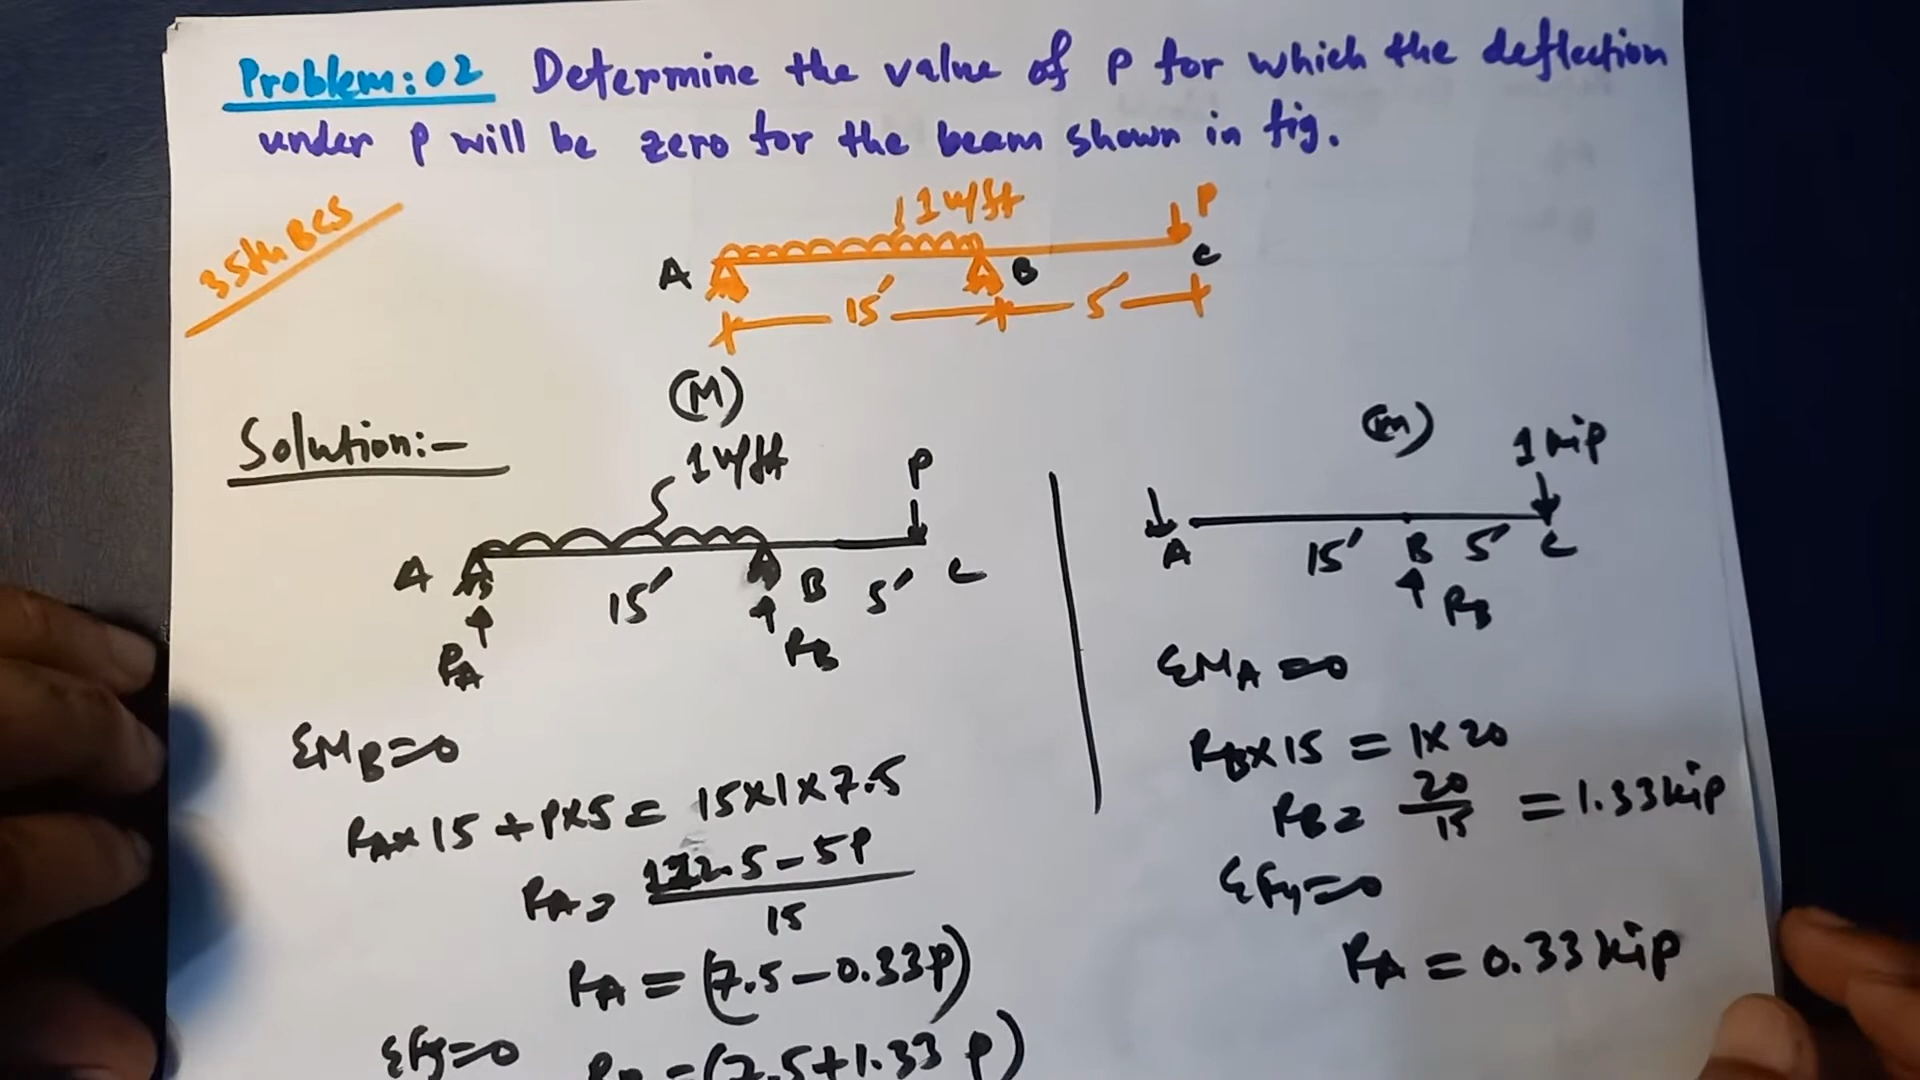 Problem:02 Determine the value of P for which the deflection
under P will be zero for the beam shown in fig.
35th BCS
1 k/ft
P
A
B
C
15'
5'
Solution:-
(M)
1 k/ft
P
A
15'
B
5'
C
RA
RB
ΣMB=0
RA×15 + P×5 = 15×1×7.5
RA = 112.5-5P
15
RA = (7.5-0.33P)
ΣFy=0
= (7.5+1.33 P)
(m)
1 kip
A
15'
B
5'
C
RB
ΣMA=0
RB×15 = 1×20
RB = 20/15 = 1.33 kip
ΣFy=0
RA = 0.33 kip